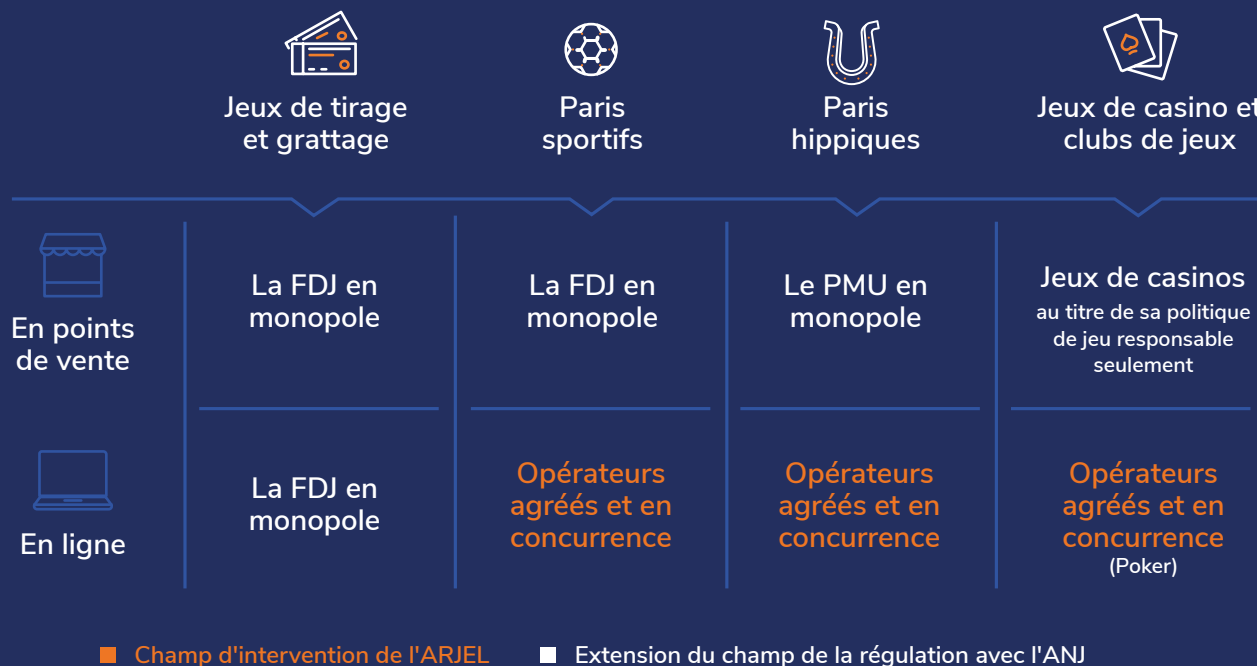 Jeux de tirage
et grattage
Paris
sportifs
Paris
hippiques
Jeux de casino et
clubs de jeux
En points
de vente
La FDJ en
monopole
La FDJ en
monopole
Le PMU en
monopole
Jeux de casinos
au titre de sa politique
de jeu responsable
seulement
En ligne
La FDJ en
monopole
Opérateurs
agréés et en
concurrence
Opérateurs
agréés et en
concurrence
Opérateurs
agréés et en
concurrence
(Poker)
Champ d'intervention de l'ARJEL
Extension du champ de la régulation avec l'ANJ